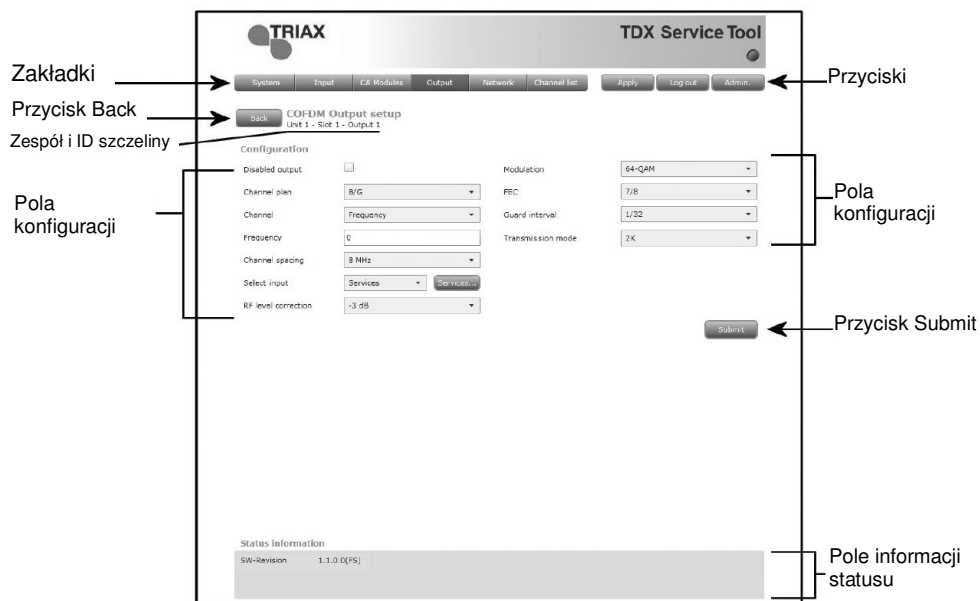 TRIAX
TDX Service Tool
Zakładki
System Input CA Modules Output Network Channel list Apply Log out Admin.
Przyciski
Przycisk Back
Back COFDM Output setup
Unit 1 - Slot 1 - Output 1
Zespół i ID szczeliny
Configuration
Pola konfiguracji
Disabled output
Channel plan B/G
Channel Frequency
Frequency 0
Channel spacing 8 MHz
Select input Services Services...
RF level correction -3 dB
Modulation 64-QAM
FEC 7/8
Guard interval 1/32
Transmission mode 2K
Pola
konfiguracji
Submit
Przycisk Submit
Status information
SW-Revision 1.1.0.0[FS]
Pole informacji
statusu